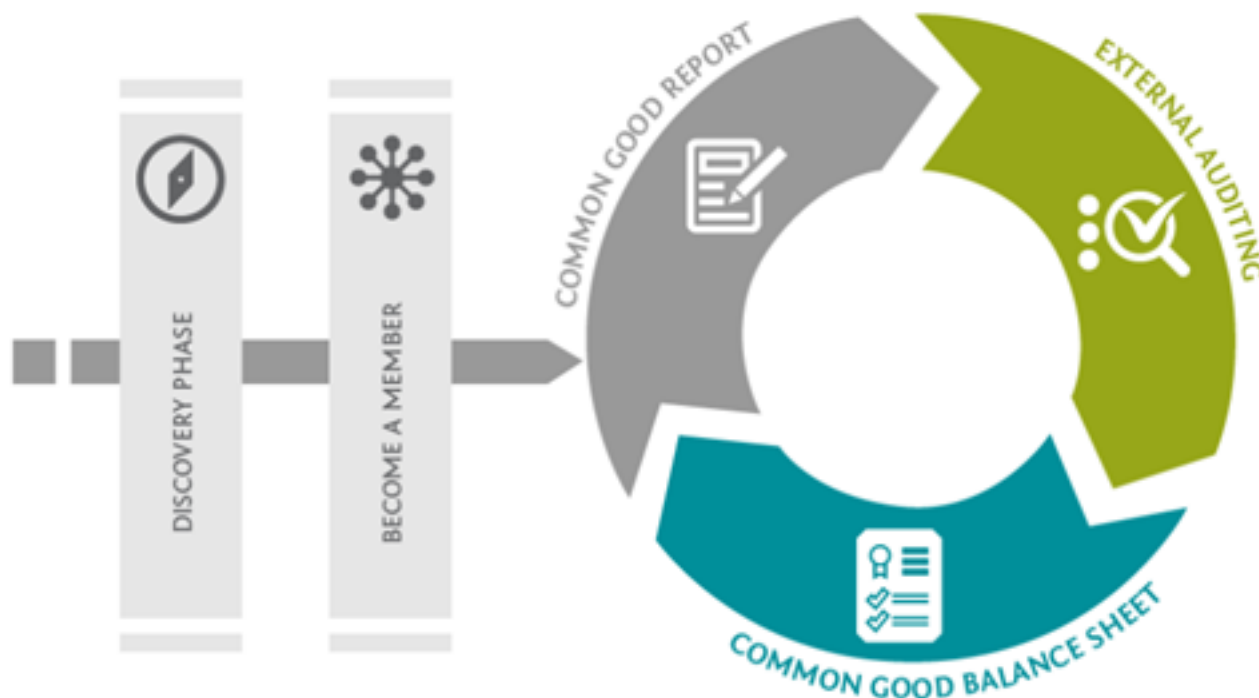 DISCOVERY PHASE
BECOME A MEMBER
COMMON GOOD REPORT
EXTERNAL AUDITING
COMMON GOOD BALANCE SHEET